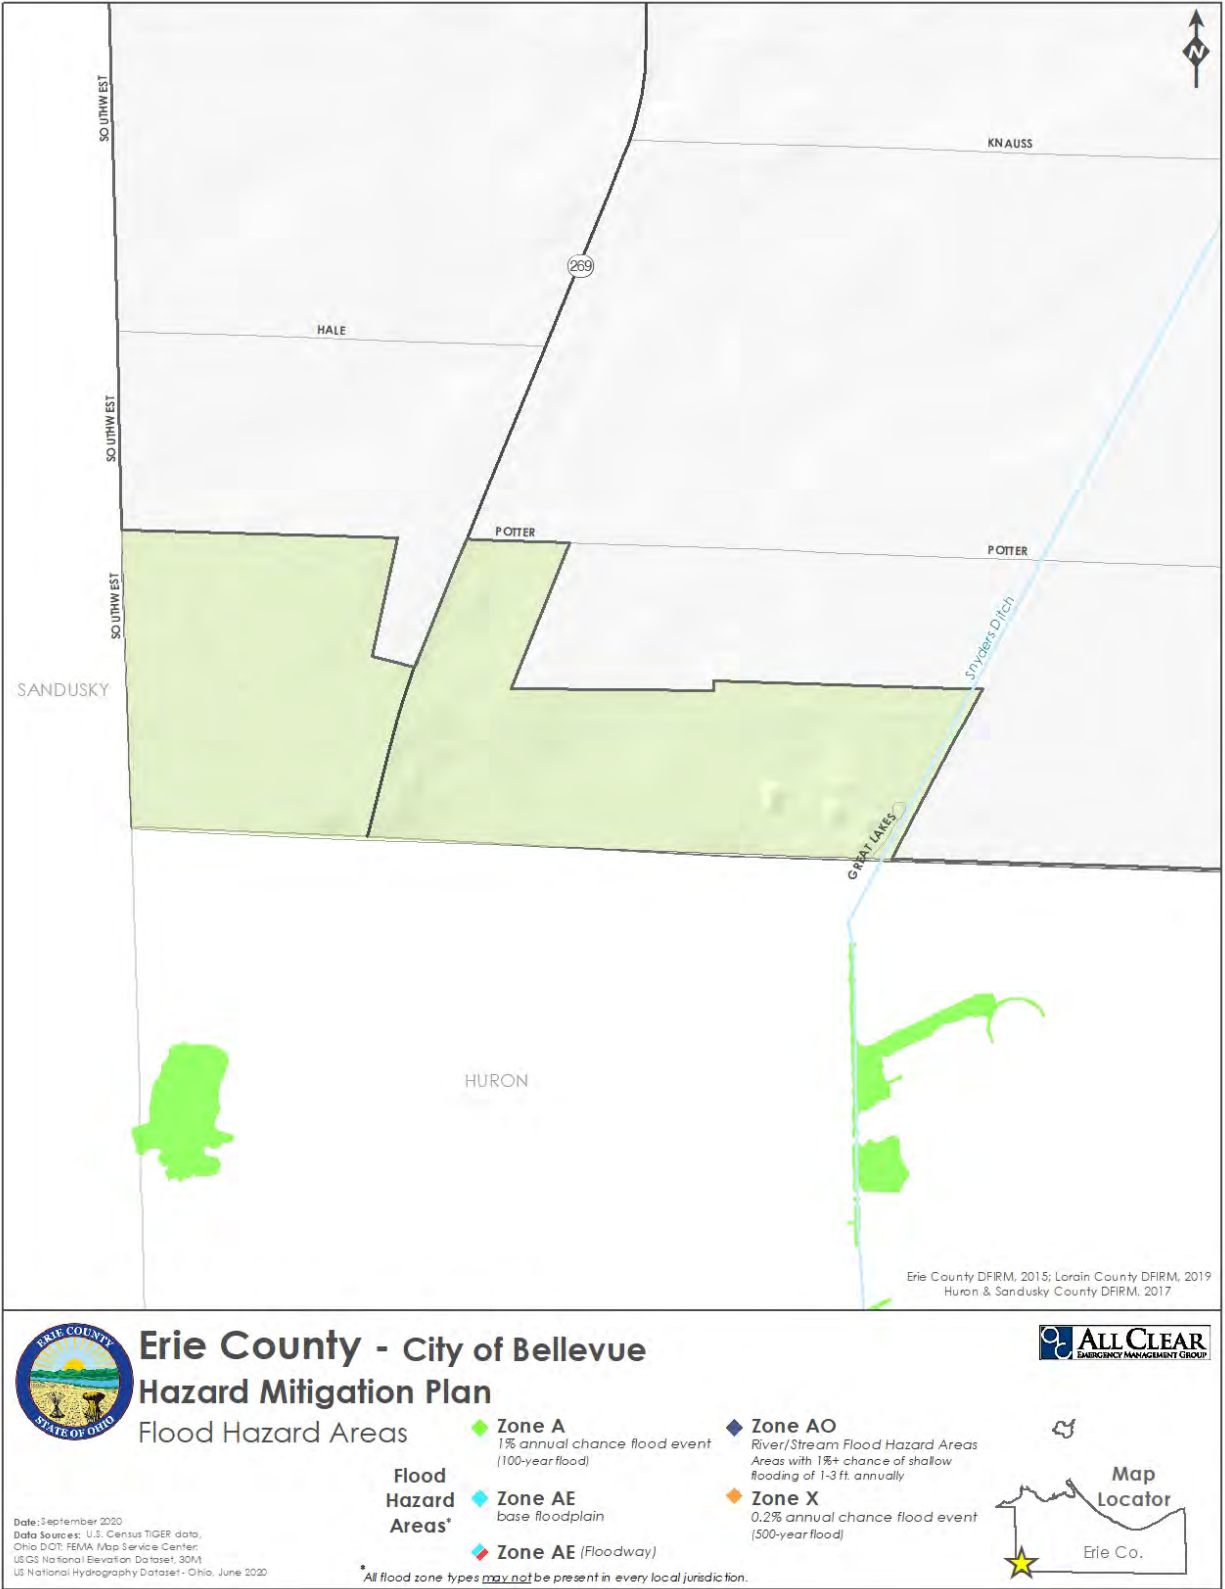 N
SOUTHWEST
KNAUSS
269
HALE
SOUTHWEST
POTTER
POTTER
SOUTHWEST
Snyders Ditch
SANDUSKY
GREAT LAKES
HURON
Erie County DFIRM, 2015; Lorain County DFIRM, 2019
Huron & Sandusky County DFIRM, 2017
ERIE COUNTY
STATE OF OHIO
Erie County - City of Bellevue
Hazard Mitigation Plan
Flood Hazard Areas
ALL CLEAR
EMERGENCY MANAGEMENT GROUP
Flood
Hazard
Areas*
Zone A
1% annual chance flood event
(100-year flood)
Zone AE
base floodplain
Zone AE (Floodway)
Zone AO
River/Stream Flood Hazard Areas
Areas with 1%+ chance of shallow
flooding of 1-3 ft. annually
Zone X
0.2% annual chance flood event
(500-year flood)
*All flood zone types may not be present in every local jurisdiction.
Map
Locator
Erie Co.
Date: September 2020
Data Sources: U.S. Census TIGER data,
Ohio DOT; FEMA Map Service Center;
USGS National Elevation Dataset, 30M;
US National Hydrography Dataset - Ohio, June 2020